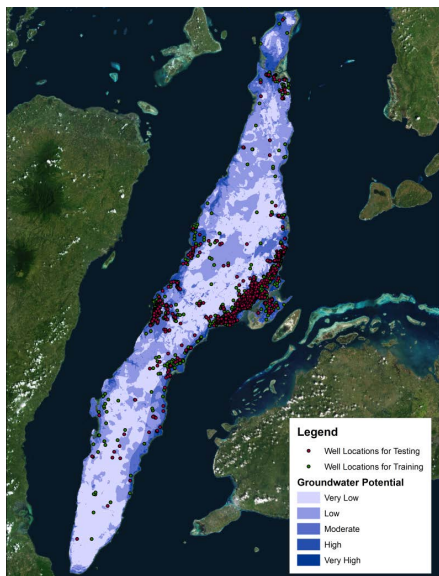 Legend
Well Locations for Testing
Well Locations for Training
Groundwater Potential
Very Low
Low
Moderate
High
Very High